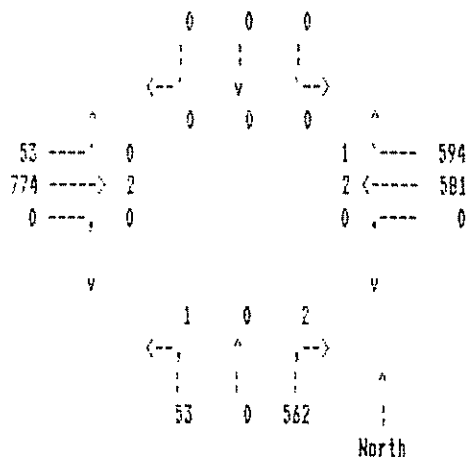 0 0 0
<--' v '-->
0 0 0
53 ----' 0 1 '---- 594
774 -----> 2 2 <---- 581
0 ----, 0 0 ,---- 0
v v
1 0 2
<--, ^ ,-->
53 0 562
North